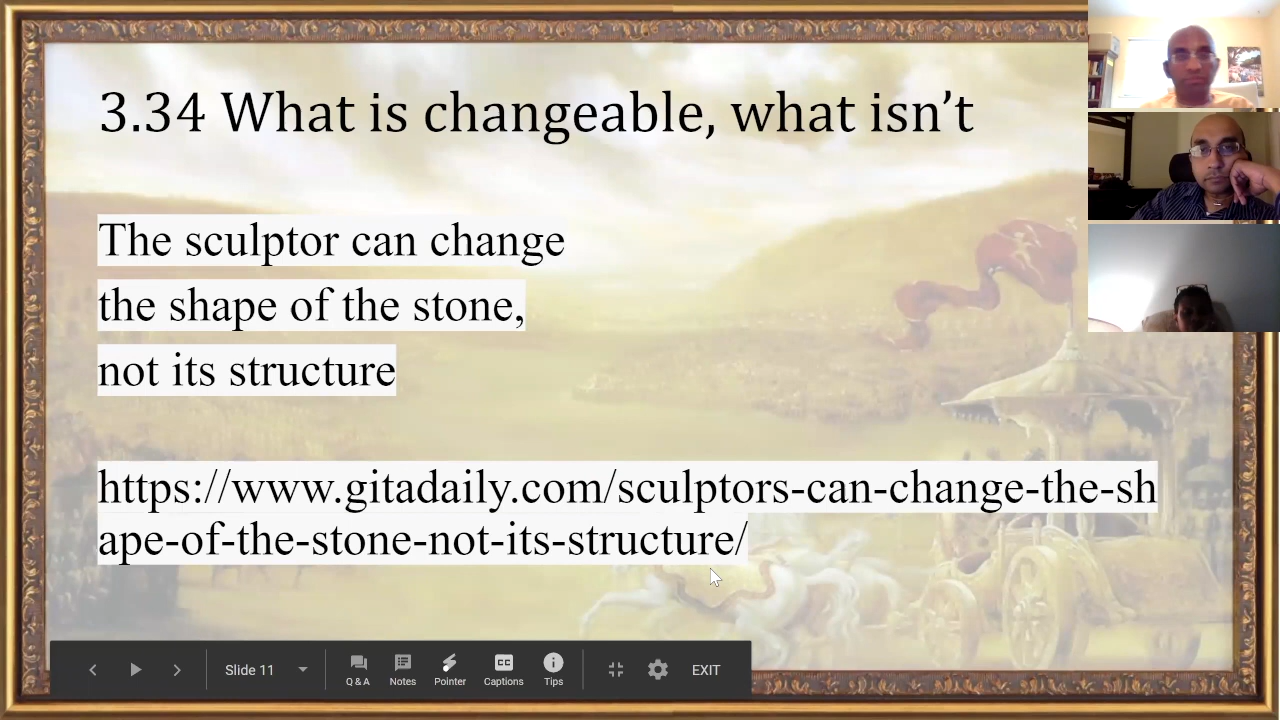 3.34 What is changeable, what isn’t
The sculptor can change
the shape of the stone,
not its structure
https://www.gitadaily.com/sculptors-can-change-the-sh
ape-of-the-stone-not-its-structure/
Slide 11
Q & A
Notes
Pointer
Captions
Tips
EXIT